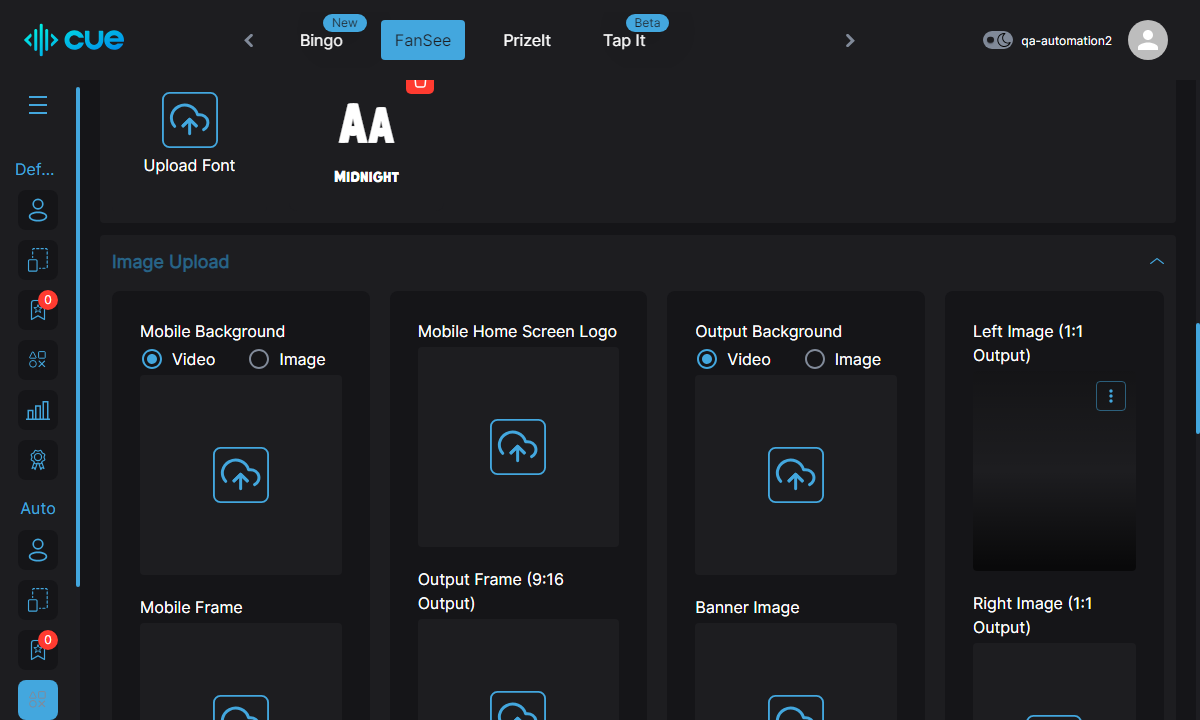 cue
New
Bingo
FanSee
PrizeIt
Beta
Tap It
qa-automation2
Def...
0
Auto
0
Upload Font
AA
MIDNIGHT
Image Upload
Mobile Background
Video
Image
Mobile Home Screen Logo
Output Background
Video
Image
Left Image (1:1
Output)
Mobile Frame
Output Frame (9:16
Output)
Banner Image
Right Image (1:1
Output)